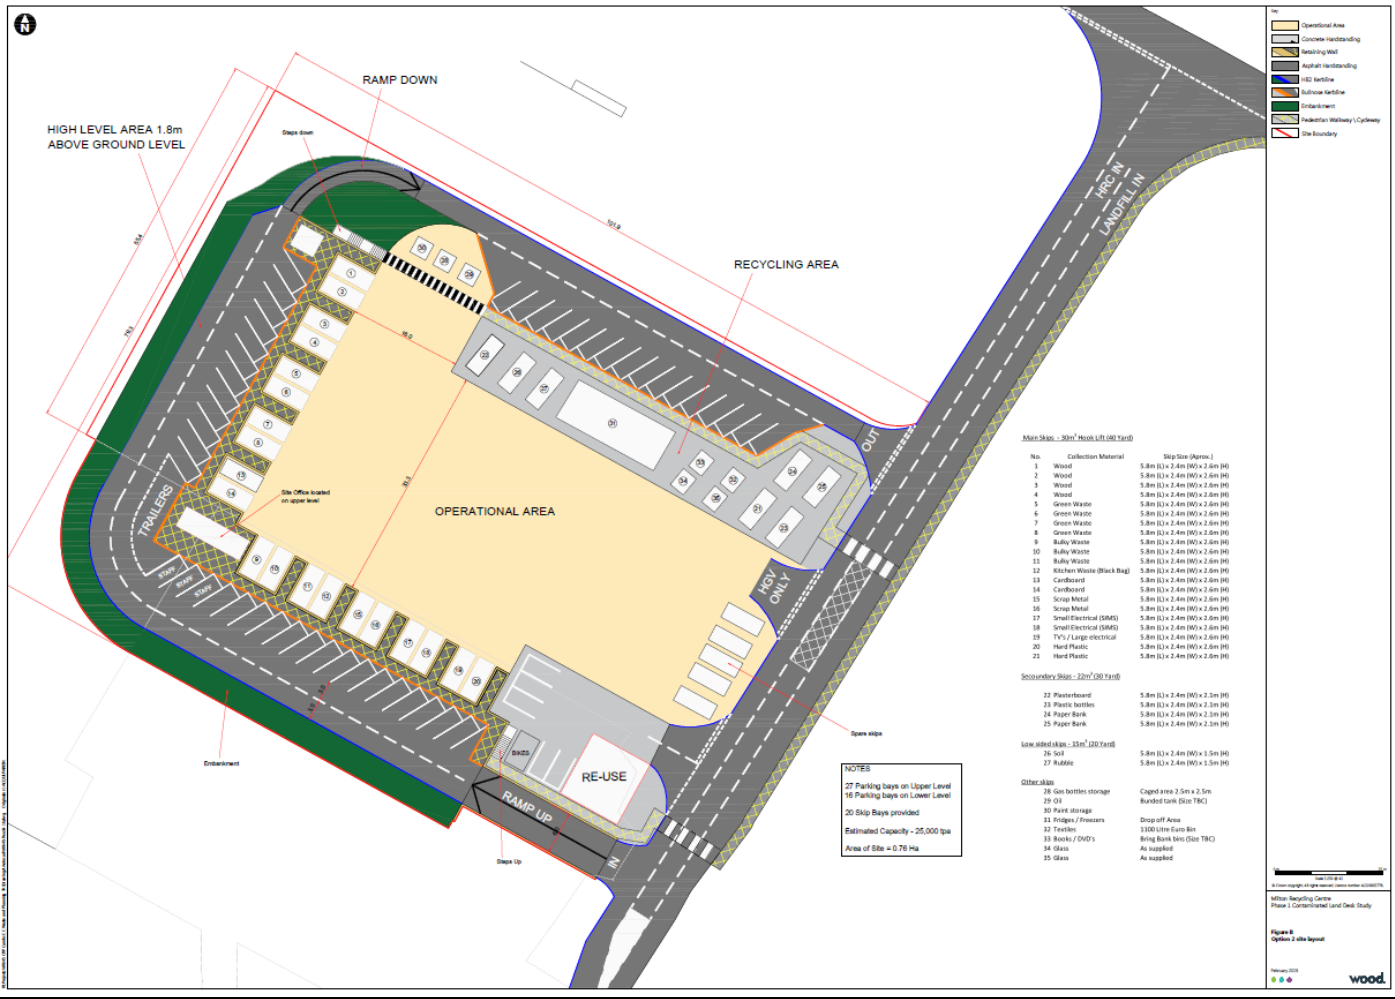 N
RAMP DOWN
HIGH LEVEL AREA 1.8m
ABOVE GROUND LEVEL
Steps down
101.9
RECYCLING AREA
HRC IN
LANDFILL IN
OUT
OPERATIONAL AREA
Site Office located
on upper level
TRAILERS
STAFF
STAFF
STAFF
HGV
ONLY
BIKES
RE-USE
RAMP UP
IN
Steps Up
Spare skips
Embankment
NOTES
27 Parking bays on Upper Level
16 Parking bays on Lower Level
20 Skip Bays provided
Estimated Capacity - 25,000 tpa
Area of Site = 0.76 Ha
Key
Operational Area
Concrete Hardstanding
Retaining Wall
Asphalt Hardstanding
HB2 Kerbline
Bullnose Kerbline
Embankment
Pedestrian Walkway \ Cycleway
Site Boundary
Main Skips - 30m³ Hook Lift (40 Yard)
No. Collection Material Skip Size (Aprox.)
1 Wood 5.8m (L) x 2.4m (W) x 2.6m (H)
2 Wood 5.8m (L) x 2.4m (W) x 2.6m (H)
3 Wood 5.8m (L) x 2.4m (W) x 2.6m (H)
4 Wood 5.8m (L) x 2.4m (W) x 2.6m (H)
5 Green Waste 5.8m (L) x 2.4m (W) x 2.6m (H)
6 Green Waste 5.8m (L) x 2.4m (W) x 2.6m (H)
7 Green Waste 5.8m (L) x 2.4m (W) x 2.6m (H)
8 Green Waste 5.8m (L) x 2.4m (W) x 2.6m (H)
9 Bulky Waste 5.8m (L) x 2.4m (W) x 2.6m (H)
10 Bulky Waste 5.8m (L) x 2.4m (W) x 2.6m (H)
11 Bulky Waste 5.8m (L) x 2.4m (W) x 2.6m (H)
12 Kitchen Waste (Black Bag) 5.8m (L) x 2.4m (W) x 2.6m (H)
13 Cardboard 5.8m (L) x 2.4m (W) x 2.6m (H)
14 Cardboard 5.8m (L) x 2.4m (W) x 2.6m (H)
15 Scrap Metal 5.8m (L) x 2.4m (W) x 2.6m (H)
16 Scrap Metal 5.8m (L) x 2.4m (W) x 2.6m (H)
17 Small Electrical (SIMS) 5.8m (L) x 2.4m (W) x 2.6m (H)
18 Small Electrical (SIMS) 5.8m (L) x 2.4m (W) x 2.6m (H)
19 TV's / Large electrical 5.8m (L) x 2.4m (W) x 2.6m (H)
20 Hard Plastic 5.8m (L) x 2.4m (W) x 2.6m (H)
21 Hard Plastic 5.8m (L) x 2.4m (W) x 2.6m (H)
Secoundary Skips - 22m³ (30 Yard)
22 Plasterboard 5.8m (L) x 2.4m (W) x 2.1m (H)
23 Plastic bottles 5.8m (L) x 2.4m (W) x 2.1m (H)
24 Paper Bank 5.8m (L) x 2.4m (W) x 2.1m (H)
25 Paper Bank 5.8m (L) x 2.4m (W) x 2.1m (H)
Low sided skips - 15m³ (20 Yard)
26 Soil 5.8m (L) x 2.4m (W) x 1.5m (H)
27 Rubble 5.8m (L) x 2.4m (W) x 1.5m (H)
Other skips
28 Gas bottles storage Caged area 2.5m x 2.5m
29 Oil Bunded tank (Size TBC)
30 Paint storage
31 Fridges / Freezers Drop off Area
32 Textiles 1100 Litre Euro Bin
33 Books / DVD's Bring Bank bins (Size TBC)
34 Glass As supplied
35 Glass As supplied
Milton Recycling Centre
Phase 1 Contaminated Land Desk Study
Figure B
Option 2 site layout
February 2020
wood.